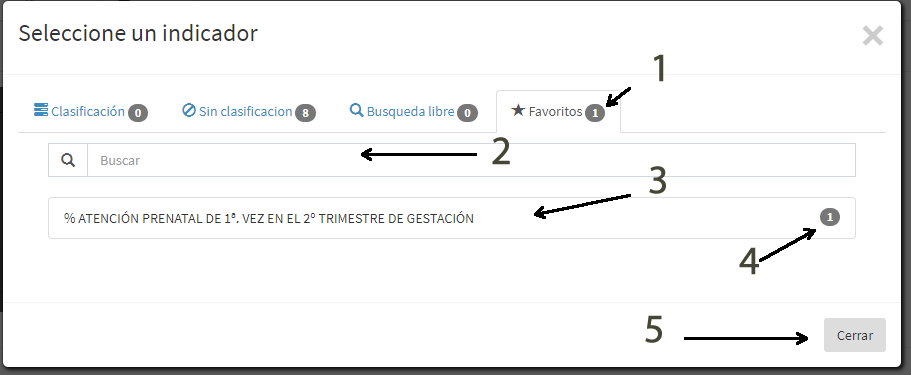 Seleccione un indicador
1
Clasificación 0 Sin clasificacion 8 Busqueda libre 0 Favoritos 1
Buscar 2
3
% ATENCIÓN PRENATAL DE 1ª. VEZ EN EL 2º TRIMESTRE DE GESTACIÓN 1
4
5 Cerrar